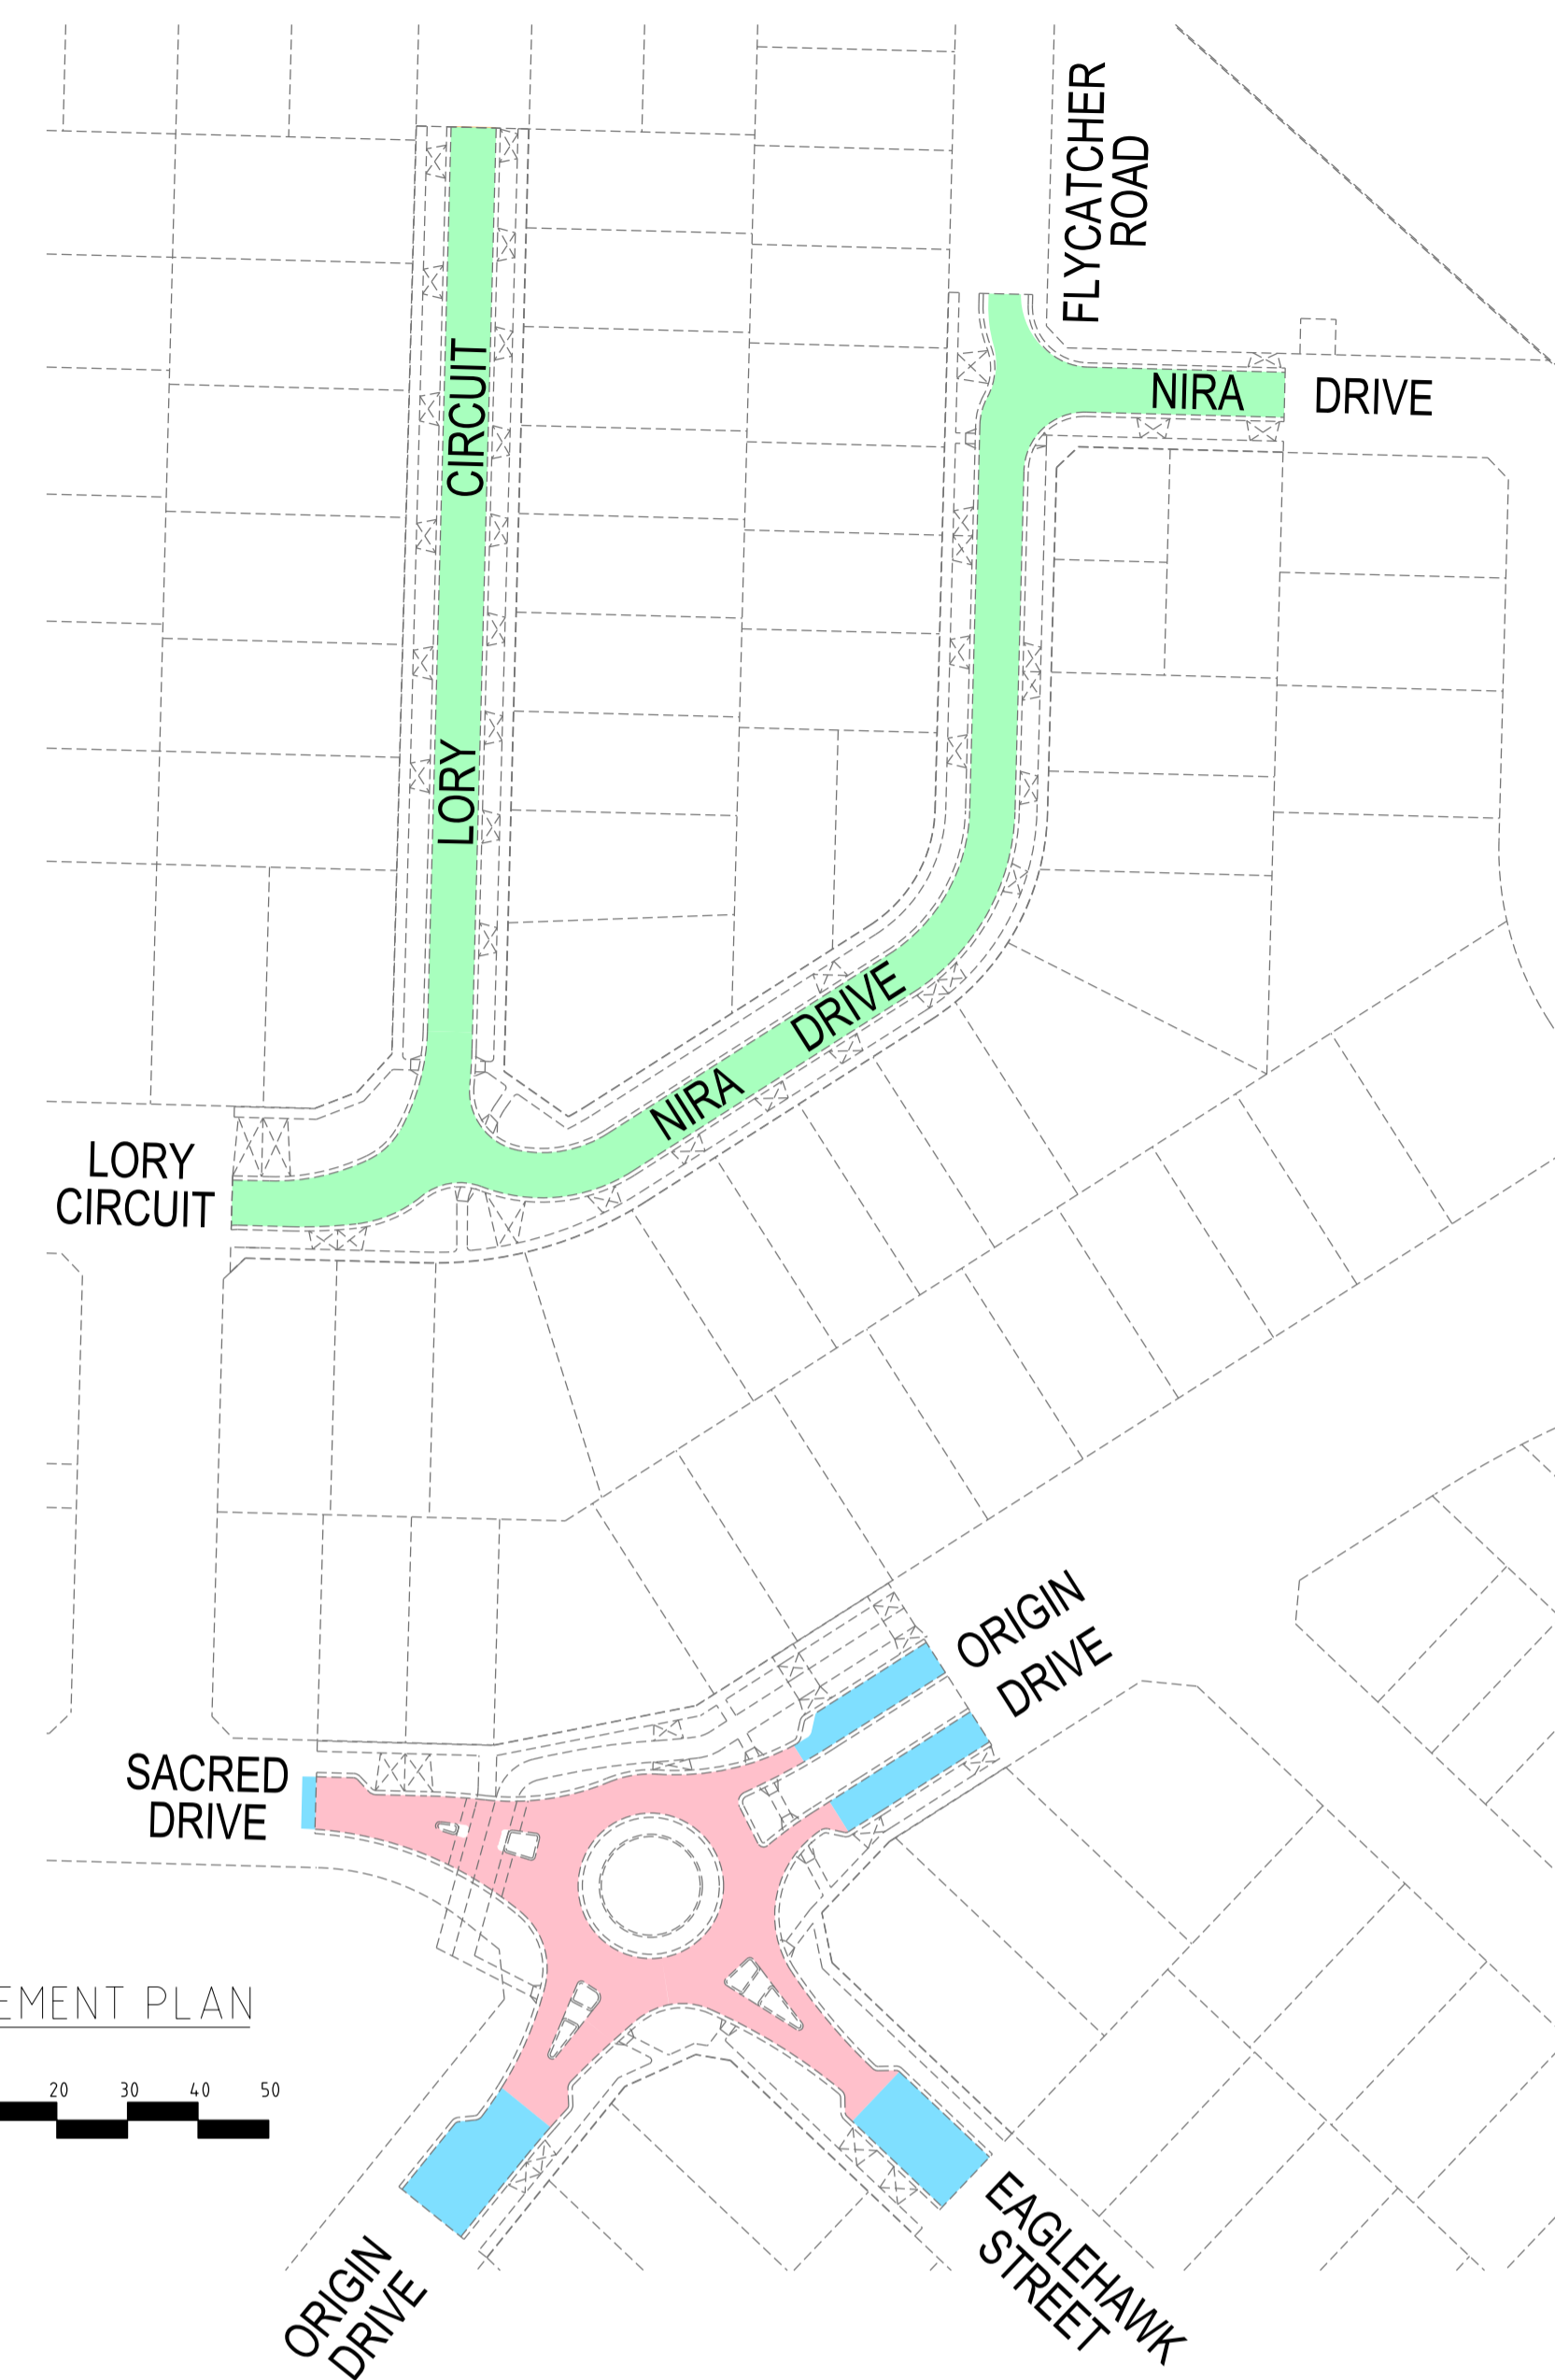 FLYCATCHER
ROAD
CIRCUIT
NIRA DRIVE
LORY
NIRA DRIVE
LORY
CIRCUIT
ORIGIN
DRIVE
SACRED
DRIVE
EMENT PLAN
20 30 40 50
EAGLEHAWK
STREET
ORIGIN
DRIVE